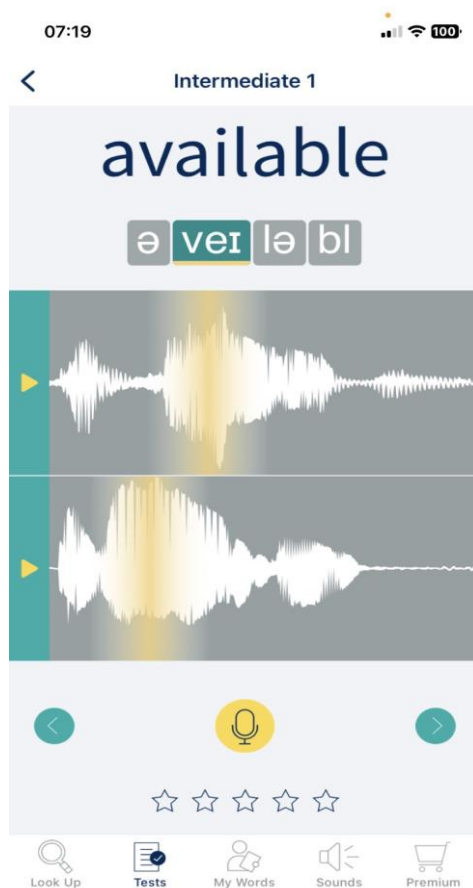 07:19
100
Intermediate 1
available
ə veɪ lə bl
Look Up Tests My Words Sounds Premium